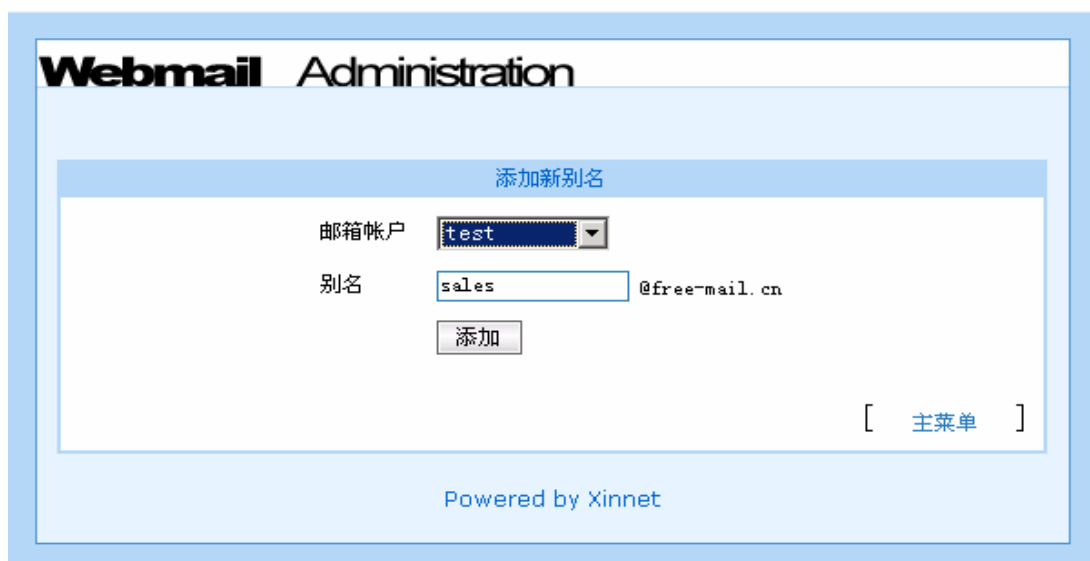 Webmail Administration
添加新别名
邮箱帐户 test
别名 sales @free-mail.cn
添加
[ 主菜单 ]
Powered by Xinnet